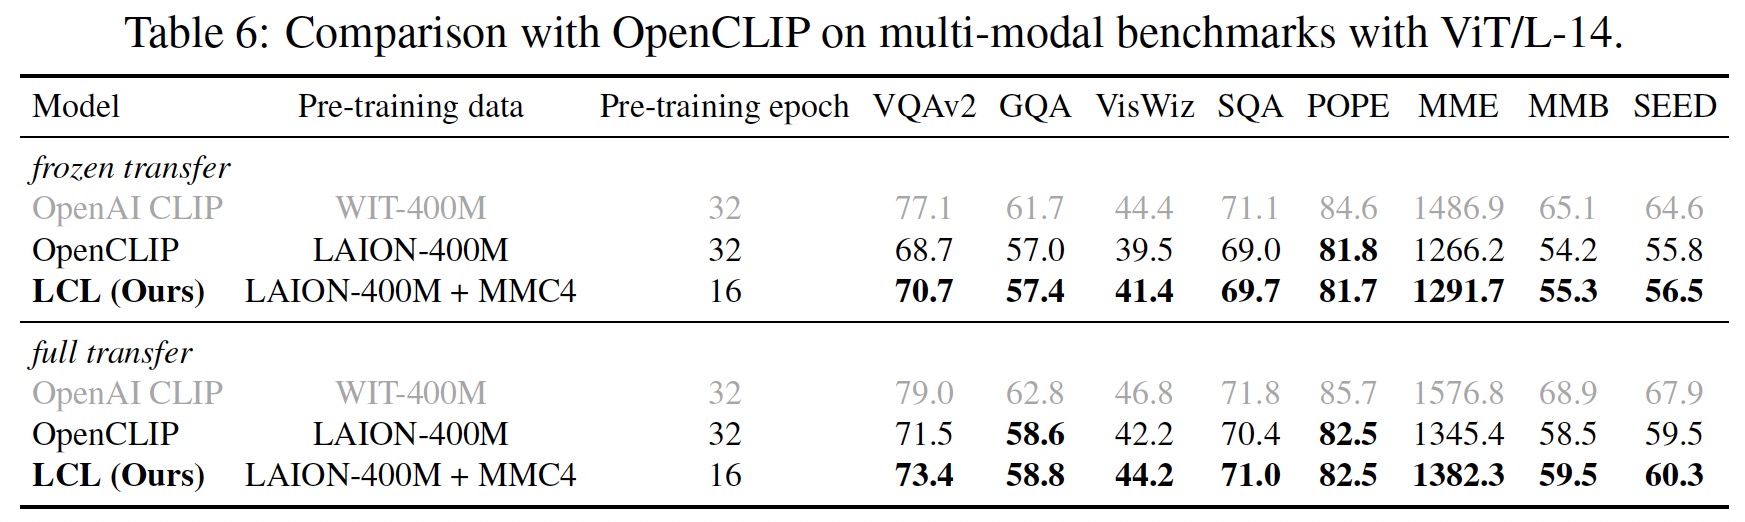 Table 6: Comparison with OpenCLIP on multi-modal benchmarks with ViT/L-14.
Model Pre-training data Pre-training epoch VQAv2 GQA VisWiz SQA POPE MME MMB SEED
frozen transfer
OpenAI CLIP WIT-400M 32 77.1 61.7 44.4 71.1 84.6 1486.9 65.1 64.6
OpenCLIP LAION-400M 32 68.7 57.0 39.5 69.0 81.8 1266.2 54.2 55.8
LCL (Ours) LAION-400M + MMC4 16 70.7 57.4 41.4 69.7 81.7 1291.7 55.3 56.5
full transfer
OpenAI CLIP WIT-400M 32 79.0 62.8 46.8 71.8 85.7 1576.8 68.9 67.9
OpenCLIP LAION-400M 32 71.5 58.6 42.2 70.4 82.5 1345.4 58.5 59.5
LCL (Ours) LAION-400M + MMC4 16 73.4 58.8 44.2 71.0 82.5 1382.3 59.5 60.3